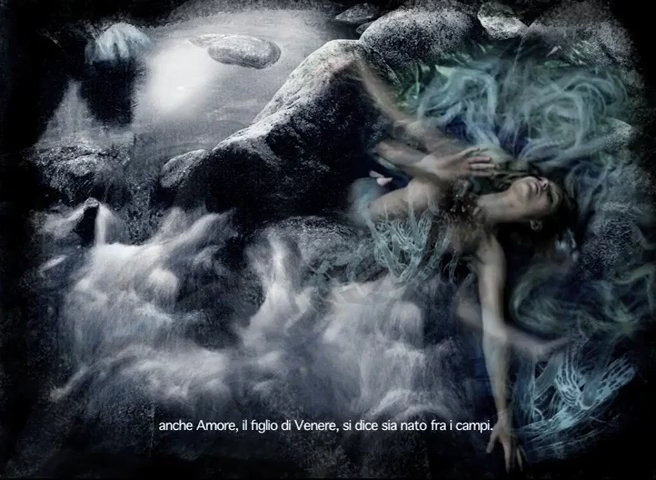 anche Amore, il figlio di Venere, si dice sia nato fra i campi.